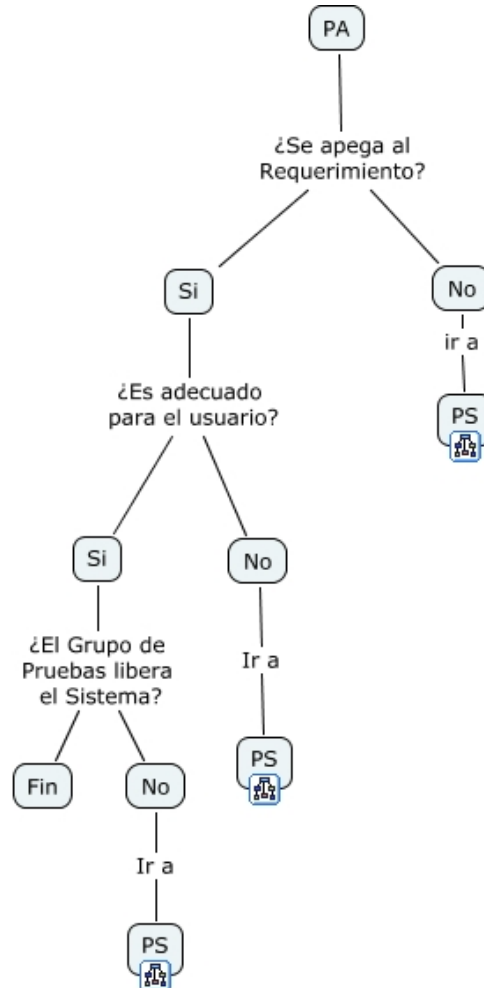 PA
¿Se apega al
Requerimiento?
Si
No
ir a
PS
¿Es adecuado
para el usuario?
Si
No
Ir a
PS
¿El Grupo de
Pruebas libera
el Sistema?
Fin
No
Ir a
PS